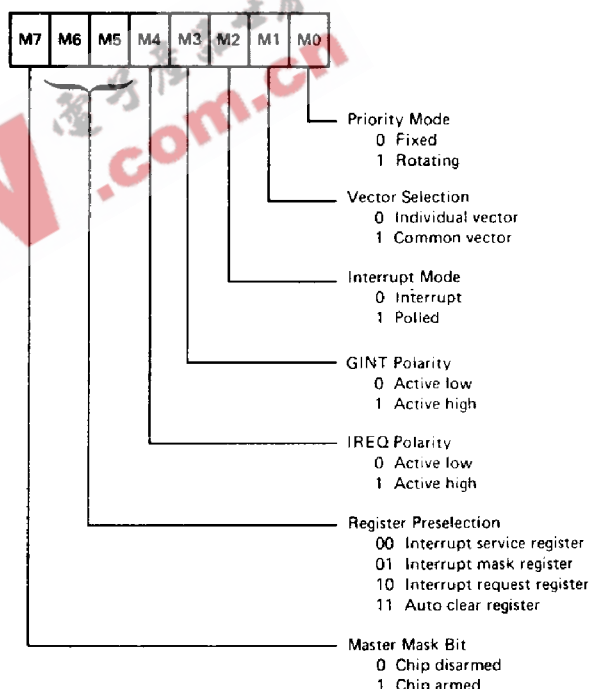 M7 M6 M5 M4 M3 M2 M1 M0
Priority Mode
0 Fixed
1 Rotating
Vector Selection
0 Individual vector
1 Common vector
Interrupt Mode
0 Interrupt
1 Polled
GINT Polarity
0 Active low
1 Active high
IREQ Polarity
0 Active low
1 Active high
Register Preselection
00 Interrupt service register
01 Interrupt mask register
10 Interrupt request register
11 Auto clear register
Master Mask Bit
0 Chip disarmed
1 Chip armed
.com.cn